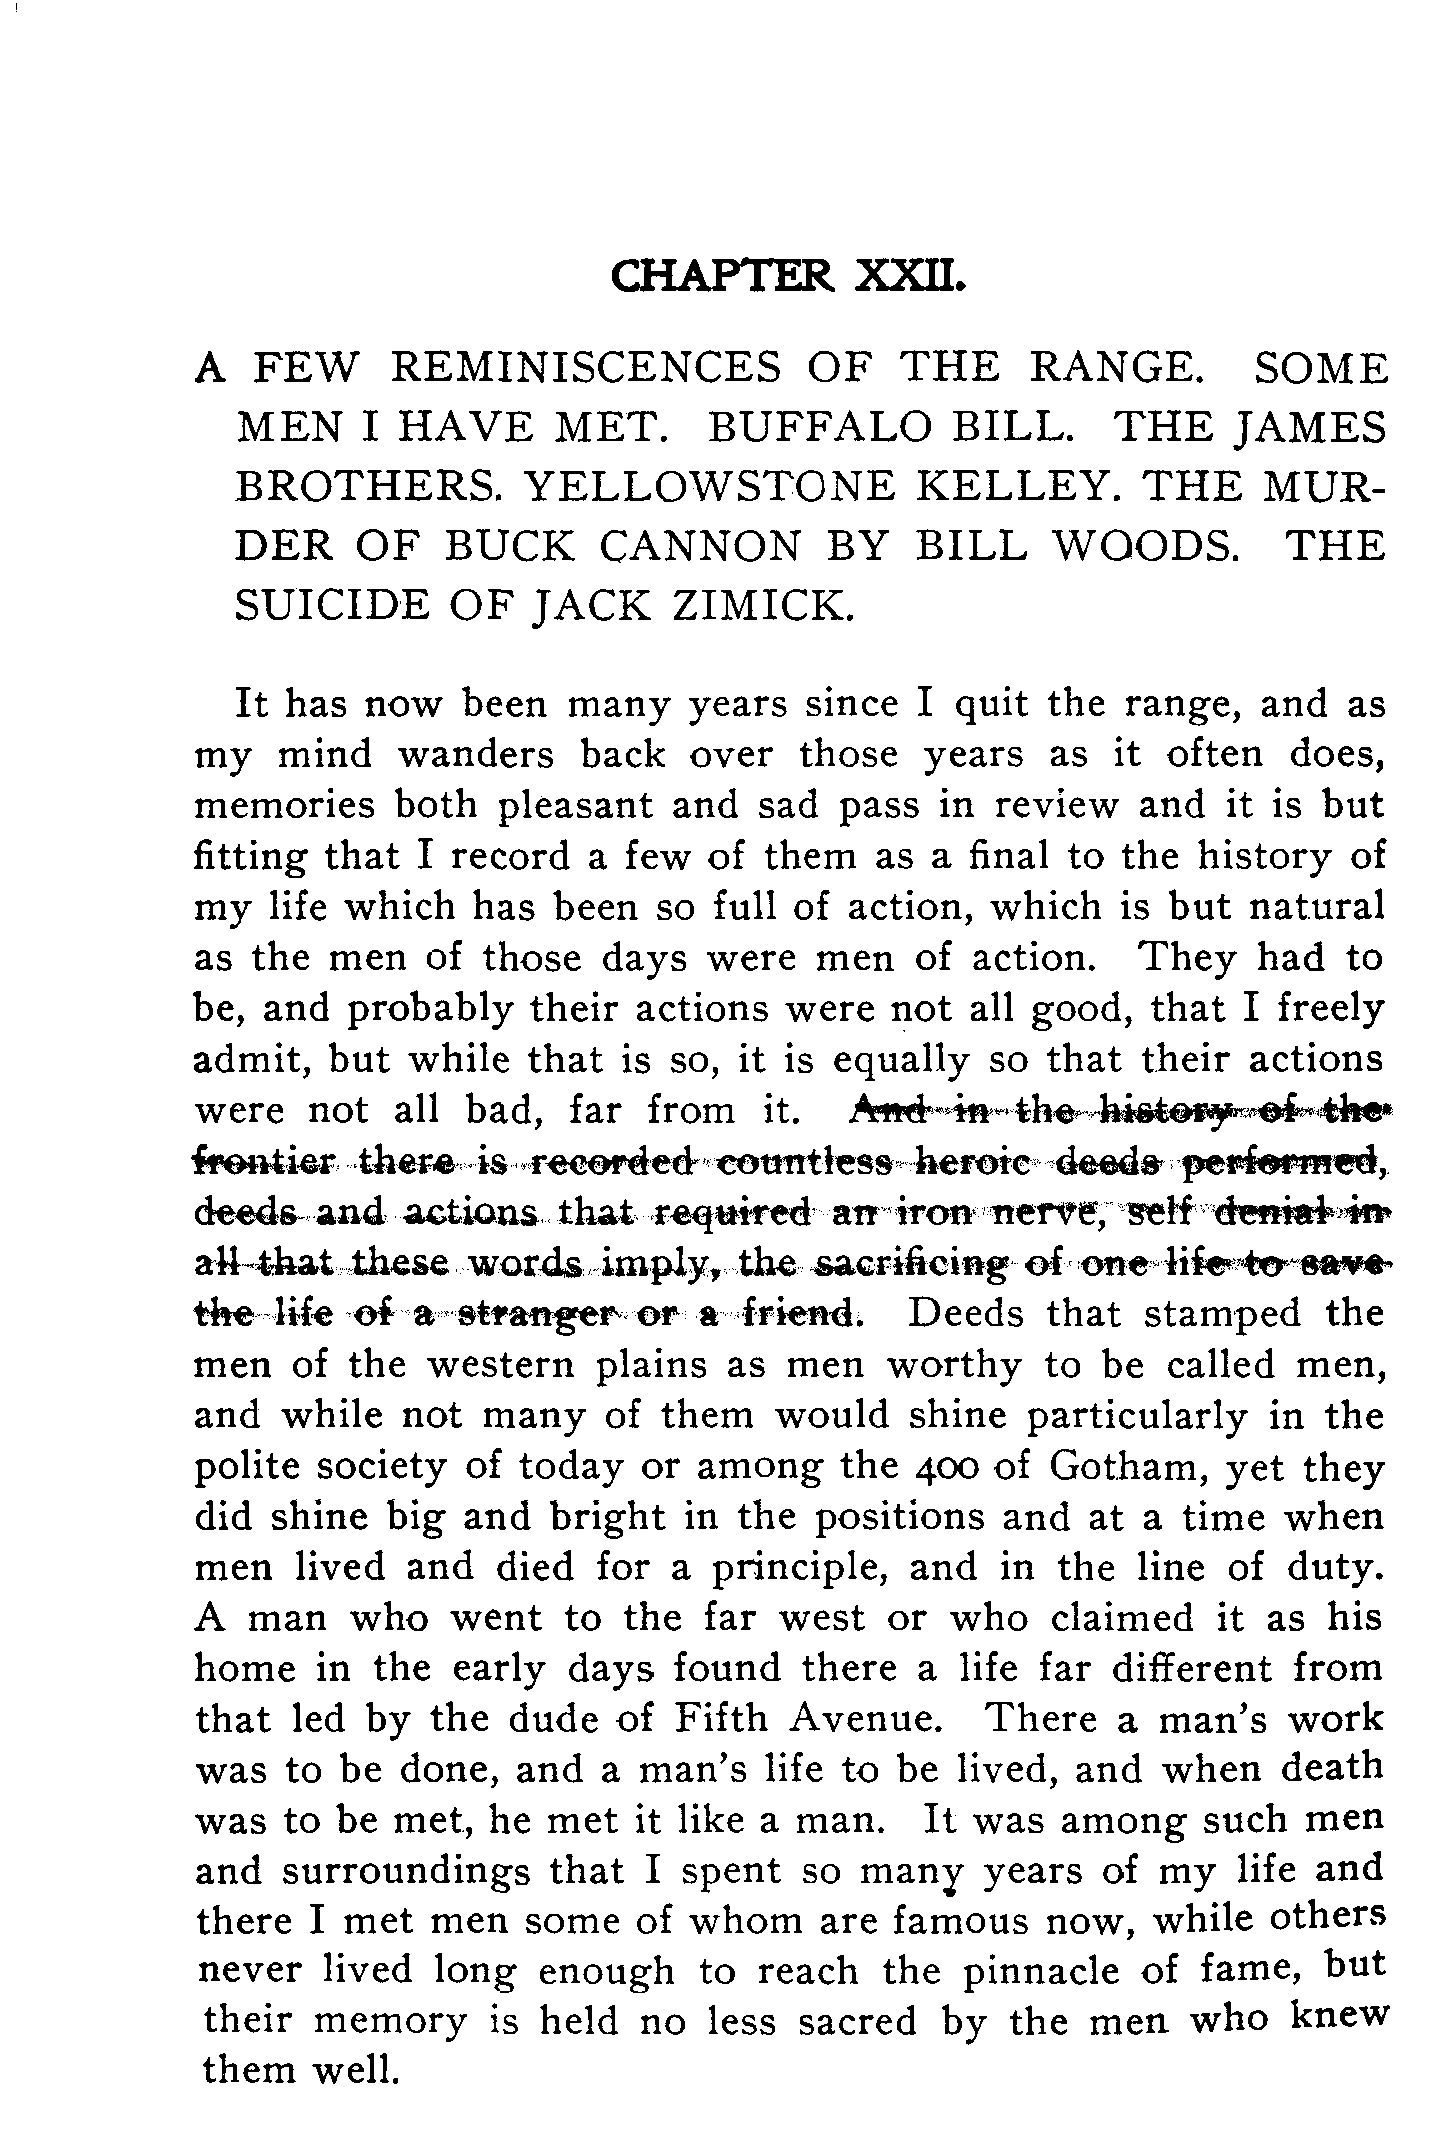 CHAPTER XXII.
A FEW REMINISCENCES OF THE RANGE. SOME
MEN I HAVE MET. BUFFALO BILL. THE JAMES
BROTHERS. YELLOWSTONE KELLEY. THE MUR-
DER OF BUCK CANNON BY BILL WOODS. THE
SUICIDE OF JACK ZIMICK.
It has now been many years since I quit the range, and as
my mind wanders back over those years as it often does,
memories both pleasant and sad pass in review and it is but
fitting that I record a few of them as a final to the history of
my life which has been so full of action, which is but natural
as the men of those days were men of action. They had to
be, and probably their actions were not all good, that I freely
admit, but while that is so, it is equally so that their actions
were not all bad, far from it. And in the history of the
frontier there is recorded countless heroic deeds performed,
deeds and actions that required an iron nerve, self denial in
all that these words imply, the sacrificing of one life to save
the life of a stranger or a friend. Deeds that stamped the
men of the western plains as men worthy to be called men,
and while not many of them would shine particularly in the
polite society of today or among the 400 of Gotham, yet they
did shine big and bright in the positions and at a time when
men lived and died for a principle, and in the line of duty.
A man who went to the far west or who claimed it as his
home in the early days found there a life far different from
that led by the dude of Fifth Avenue. There a man's work
was to be done, and a man's life to be lived, and when death
was to be met, he met it like a man. It was among such men
and surroundings that I spent so many years of my life and
there I met men some of whom are famous now, while others
never lived long enough to reach the pinnacle of fame, but
their memory is held no less sacred by the men who knew
them well.